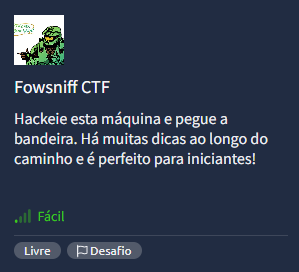 Fowsniff CTF
Hackeie esta máquina e pegue a
bandeira. Há muitas dicas ao longo do
caminho e é perfeito para iniciantes!
Fácil
Livre
Desafio